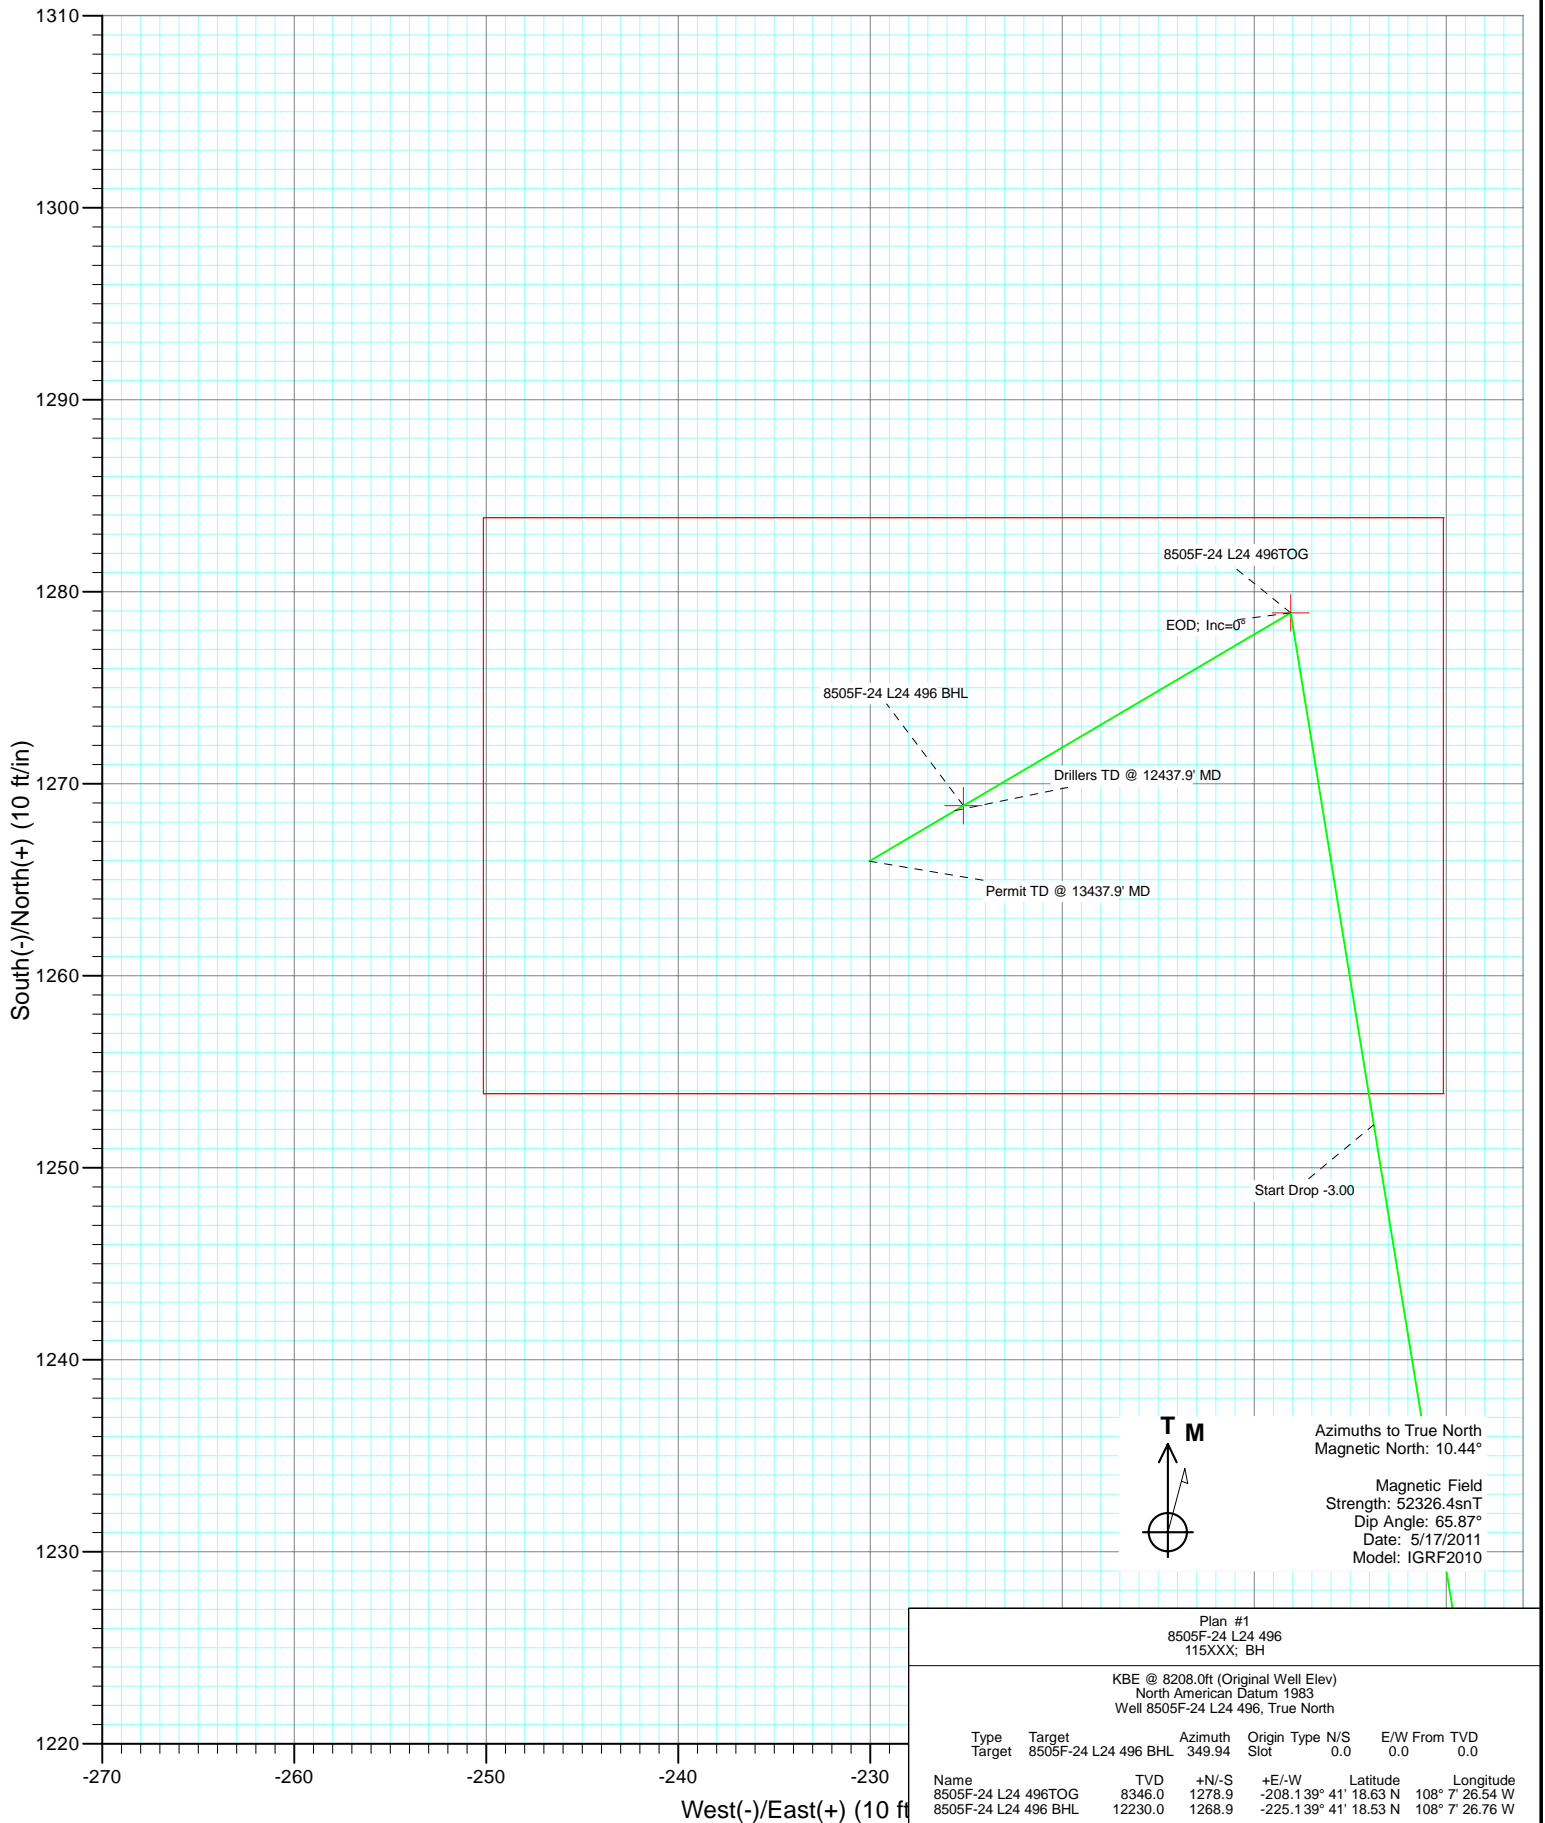 1310
1300
1290
1280
1270
1260
1250
1240
1230
1220
South(-)/North(+) (10 ft/in)
8505F-24 L24 496TOG
EOD; Inc=0°
8505F-24 L24 496 BHL
Drillers TD @ 12437.9' MD
Permit TD @ 13437.9' MD
Start Drop -3.00
T M
Azimuths to True North
Magnetic North: 10.44°
Magnetic Field
Strength: 52326.4snT
Dip Angle: 65.87°
Date: 5/17/2011
Model: IGRF2010
-270 -260 -250 -240 -230
West(-)/East(+) (10 ft
Plan #1
8505F-24 L24 496
115XXX; BH
KBE @ 8208.0ft (Original Well Elev)
North American Datum 1983
Well 8505F-24 L24 496, True North
Type Target Azimuth Origin Type N/S E/W From TVD
Target 8505F-24 L24 496 BHL 349.94 Slot 0.0 0.0 0.0
Name TVD +N/-S +E/-W Latitude Longitude
8505F-24 L24 496TOG 8346.0 1278.9 -208.1 39° 41' 18.63 N 108° 7' 26.54 W
8505F-24 L24 496 BHL 12230.0 1268.9 -225.1 39° 41' 18.53 N 108° 7' 26.76 W